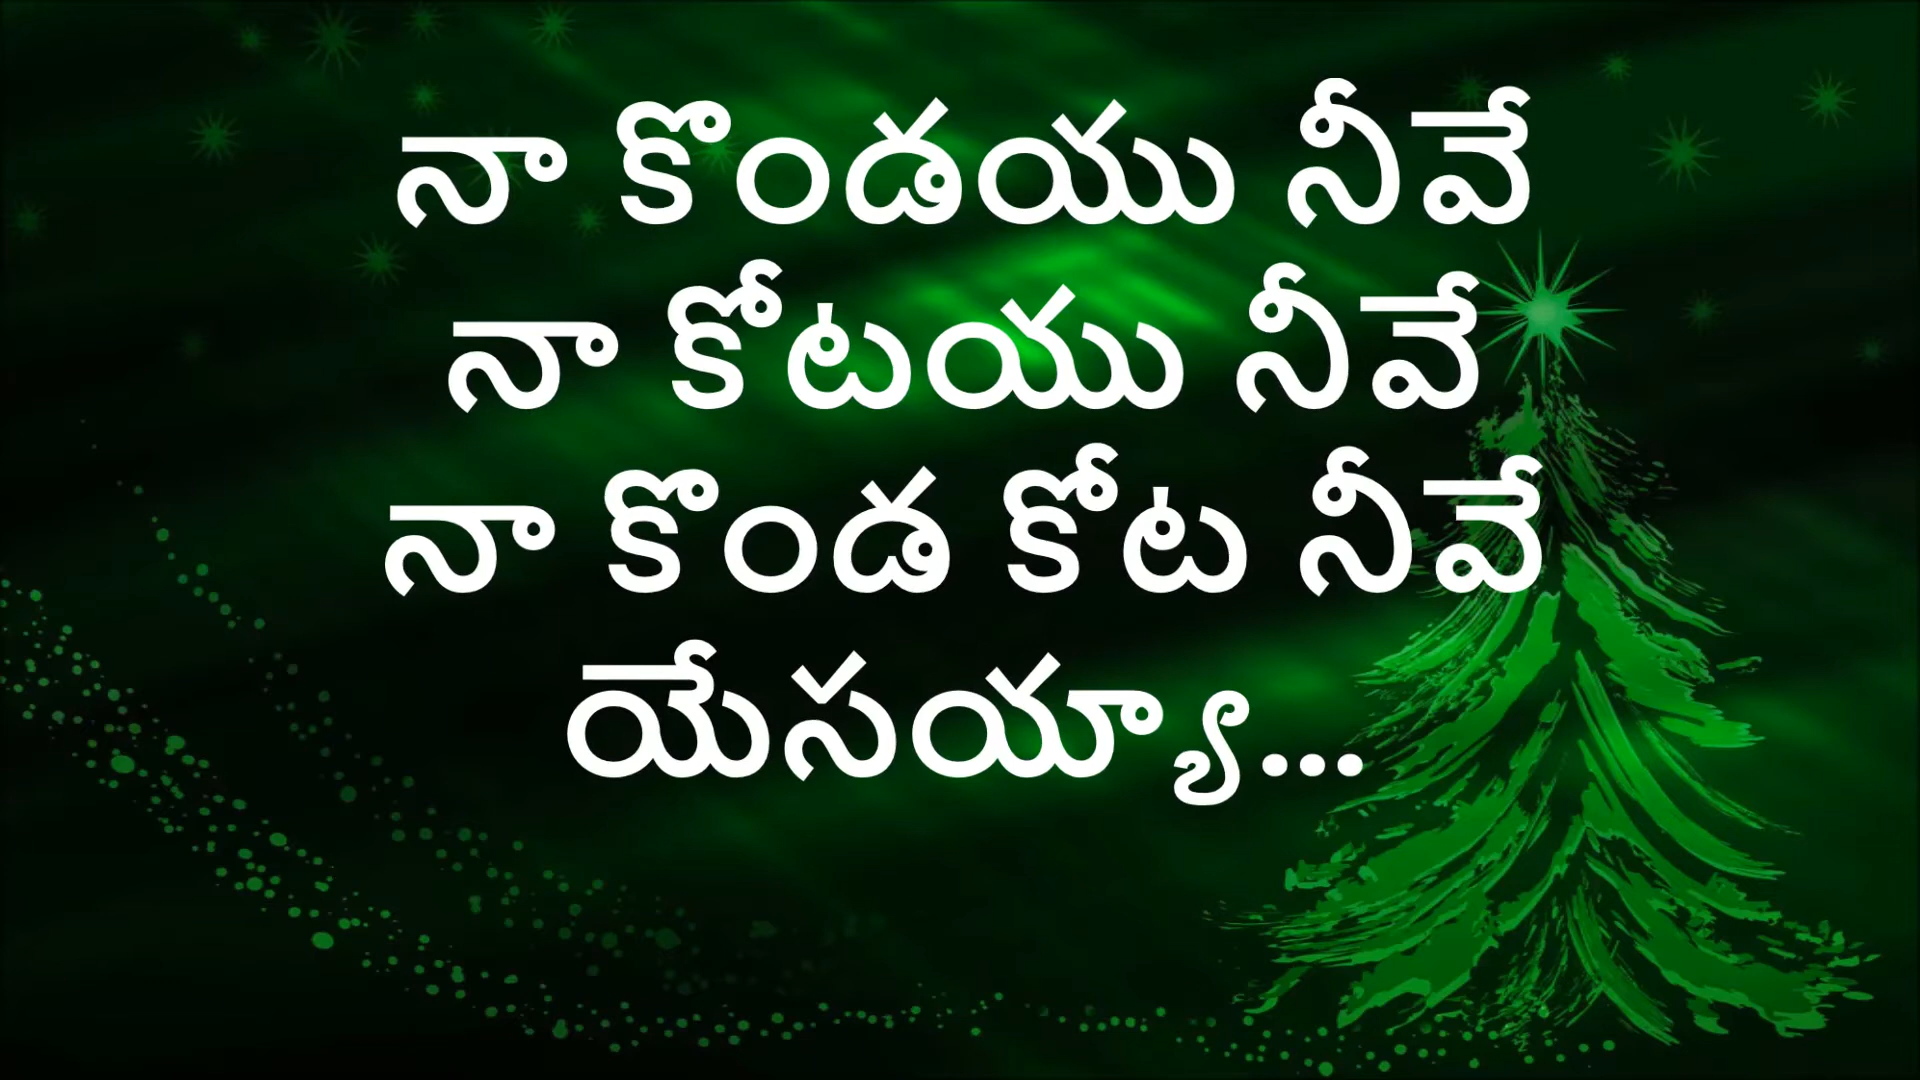 నా కొండయు నీవే
నా కోటయు నీవే
నా కొండ కోట నీవే
యేసయ్యా...